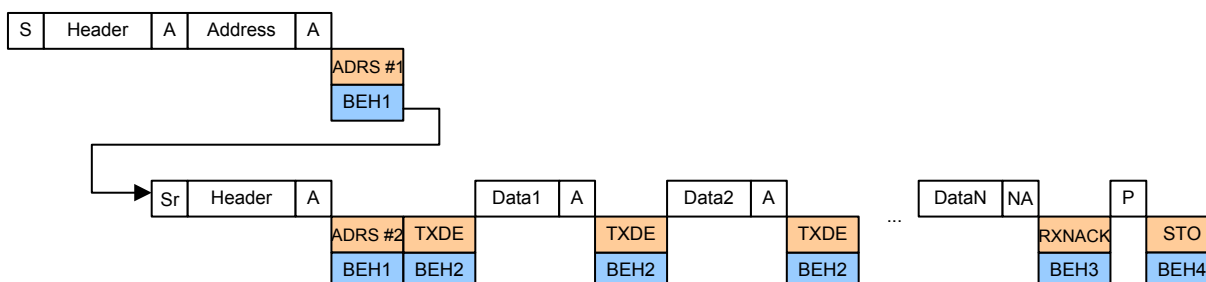 S Header A Address A
ADRS #1
BEH1
Sr Header A Data1 A Data2 A ... DataN NA P
ADRS #2 TXDE TXDE TXDE RXNACK STO
BEH1 BEH2 BEH2 BEH2 BEH3 BEH4